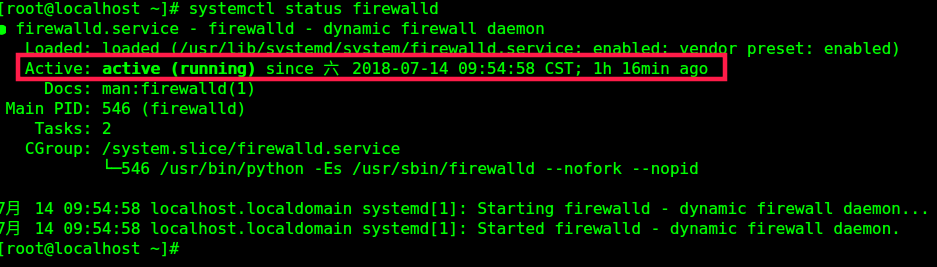 [root@localhost ~]# systemctl status firewalld
● firewalld.service - firewalld - dynamic firewall daemon
Loaded: loaded (/usr/lib/systemd/system/firewalld.service; enabled; vendor preset: enabled)
Active: active (running) since 六 2018-07-14 09:54:58 CST; 1h 16min ago
Docs: man:firewalld(1)
Main PID: 546 (firewalld)
Tasks: 2
CGroup: /system.slice/firewalld.service
└─546 /usr/bin/python -Es /usr/sbin/firewalld --nofork --nopid
7月 14 09:54:58 localhost.localdomain systemd[1]: Starting firewalld - dynamic firewall daemon...
7月 14 09:54:58 localhost.localdomain systemd[1]: Started firewalld - dynamic firewall daemon.
[root@localhost ~]#